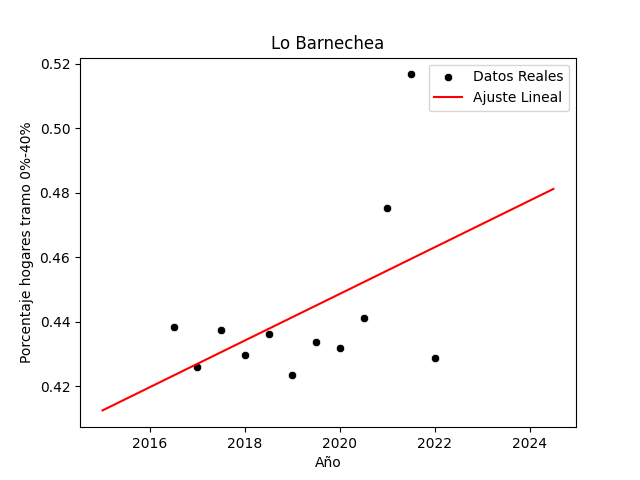 Lo Barnechea
Datos Reales
Ajuste Lineal
Porcentaje hogares tramo 0%-40%
0.52
0.50
0.48
0.46
0.44
0.42
2016 2018 2020 2022 2024
Año